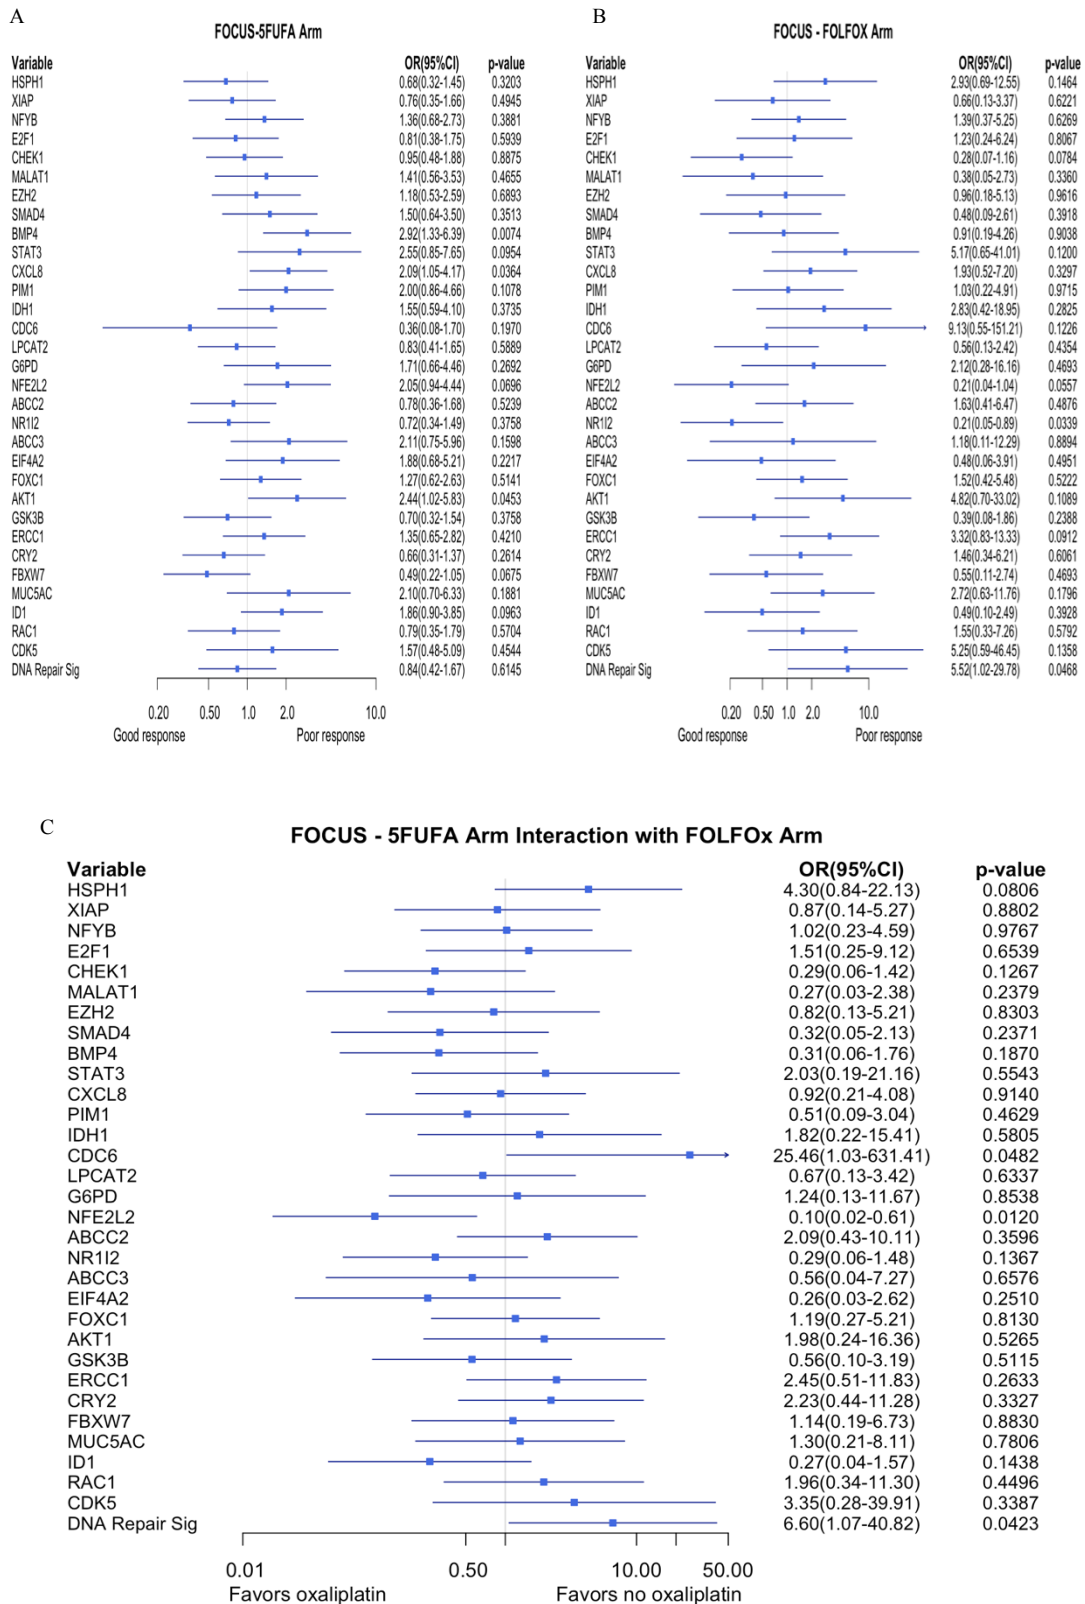 A
FOCUS-5FUFA Arm
Variable OR(95%CI) p-value
HSPH1 0.68(0.32-1.45) 0.3203
XIAP 0.76(0.35-1.66) 0.4945
NFYB 1.36(0.68-2.73) 0.3881
E2F1 0.81(0.38-1.75) 0.5939
CHEK1 0.95(0.48-1.88) 0.8875
MALAT1 1.41(0.56-3.53) 0.4655
EZH2 1.18(0.53-2.59) 0.6893
SMAD4 1.50(0.64-3.50) 0.3513
BMP4 2.92(1.33-6.39) 0.0074
STAT3 2.55(0.85-7.65) 0.0954
CXCL8 2.09(1.05-4.17) 0.0364
PIM1 2.00(0.86-4.66) 0.1078
IDH1 1.55(0.59-4.10) 0.3735
CDC6 0.36(0.08-1.70) 0.1970
LPCAT2 0.83(0.41-1.65) 0.5889
G6PD 1.71(0.66-4.46) 0.2692
NFE2L2 2.05(0.94-4.44) 0.0696
ABCC2 0.78(0.36-1.68) 0.5239
NR1I2 0.72(0.34-1.49) 0.3758
ABCC3 2.11(0.75-5.96) 0.1598
EIF4A2 1.88(0.68-5.21) 0.2217
FOXC1 1.27(0.62-2.63) 0.5141
AKT1 2.44(1.02-5.83) 0.0453
GSK3B 0.70(0.32-1.54) 0.3758
ERCC1 1.35(0.65-2.82) 0.4210
CRY2 0.66(0.31-1.37) 0.2614
FBXW7 0.49(0.22-1.05) 0.0675
MUC5AC 2.10(0.70-6.33) 0.1881
ID1 1.86(0.90-3.85) 0.0963
RAC1 0.79(0.35-1.79) 0.5704
CDK5 1.57(0.48-5.09) 0.4544
DNA Repair Sig 0.84(0.42-1.67) 0.6145
0.20 0.50 1.0 2.0 10.0
Good response Poor response
B
FOCUS - FOLFOX Arm
Variable OR(95%CI) p-value
HSPH1 2.93(0.69-12.55) 0.1464
XIAP 0.66(0.13-3.37) 0.6221
NFYB 1.39(0.37-5.25) 0.6269
E2F1 1.23(0.24-6.24) 0.8067
CHEK1 0.28(0.07-1.16) 0.0784
MALAT1 0.38(0.05-2.73) 0.3360
EZH2 0.96(0.18-5.13) 0.9616
SMAD4 0.48(0.09-2.61) 0.3918
BMP4 0.91(0.19-4.26) 0.9038
STAT3 5.17(0.65-41.01) 0.1200
CXCL8 1.93(0.52-7.20) 0.3297
PIM1 1.03(0.22-4.91) 0.9715
IDH1 2.83(0.42-18.95) 0.2825
CDC6 9.13(0.55-151.21) 0.1226
LPCAT2 0.56(0.13-2.42) 0.4354
G6PD 2.12(0.28-16.16) 0.4693
NFE2L2 0.21(0.04-1.04) 0.0557
ABCC2 1.63(0.41-6.47) 0.4876
NR1I2 0.21(0.05-0.89) 0.0339
ABCC3 1.18(0.11-12.29) 0.8894
EIF4A2 0.48(0.06-3.91) 0.4951
FOXC1 1.52(0.42-5.48) 0.5222
AKT1 4.82(0.70-33.02) 0.1089
GSK3B 0.39(0.08-1.86) 0.2388
ERCC1 3.32(0.83-13.33) 0.0912
CRY2 1.46(0.34-6.21) 0.6061
FBXW7 0.55(0.11-2.74) 0.4693
MUC5AC 2.72(0.63-11.76) 0.1796
ID1 0.49(0.10-2.49) 0.3928
RAC1 1.55(0.33-7.26) 0.5792
CDK5 5.25(0.59-46.45) 0.1358
DNA Repair Sig 5.52(1.02-29.78) 0.0468
0.20 0.50 1.0 2.0 10.0
Good response Poor response
C
FOCUS - 5FUFA Arm Interaction with FOLFOx Arm
Variable OR(95%CI) p-value
HSPH1 4.30(0.84-22.13) 0.0806
XIAP 0.87(0.14-5.27) 0.8802
NFYB 1.02(0.23-4.59) 0.9767
E2F1 1.51(0.25-9.12) 0.6539
CHEK1 0.29(0.06-1.42) 0.1267
MALAT1 0.27(0.03-2.38) 0.2379
EZH2 0.82(0.13-5.21) 0.8303
SMAD4 0.32(0.05-2.13) 0.2371
BMP4 0.31(0.06-1.76) 0.1870
STAT3 2.03(0.19-21.16) 0.5543
CXCL8 0.92(0.21-4.08) 0.9140
PIM1 0.51(0.09-3.04) 0.4629
IDH1 1.82(0.22-15.41) 0.5805
CDC6 25.46(1.03-631.41) 0.0482
LPCAT2 0.67(0.13-3.42) 0.6337
G6PD 1.24(0.13-11.67) 0.8538
NFE2L2 0.10(0.02-0.61) 0.0120
ABCC2 2.09(0.43-10.11) 0.3596
NR1I2 0.29(0.06-1.48) 0.1367
ABCC3 0.56(0.04-7.27) 0.6576
EIF4A2 0.26(0.03-2.62) 0.2510
FOXC1 1.19(0.27-5.21) 0.8130
AKT1 1.98(0.24-16.36) 0.5265
GSK3B 0.56(0.10-3.19) 0.5115
ERCC1 2.45(0.51-11.83) 0.2633
CRY2 2.23(0.44-11.28) 0.3327
FBXW7 1.14(0.19-6.73) 0.8830
MUC5AC 1.30(0.21-8.11) 0.7806
ID1 0.27(0.04-1.57) 0.1438
RAC1 1.96(0.34-11.30) 0.4496
CDK5 3.35(0.28-39.91) 0.3387
DNA Repair Sig 6.60(1.07-40.82) 0.0423
0.01 0.50 10.00 50.00
Favors oxaliplatin Favors no oxaliplatin